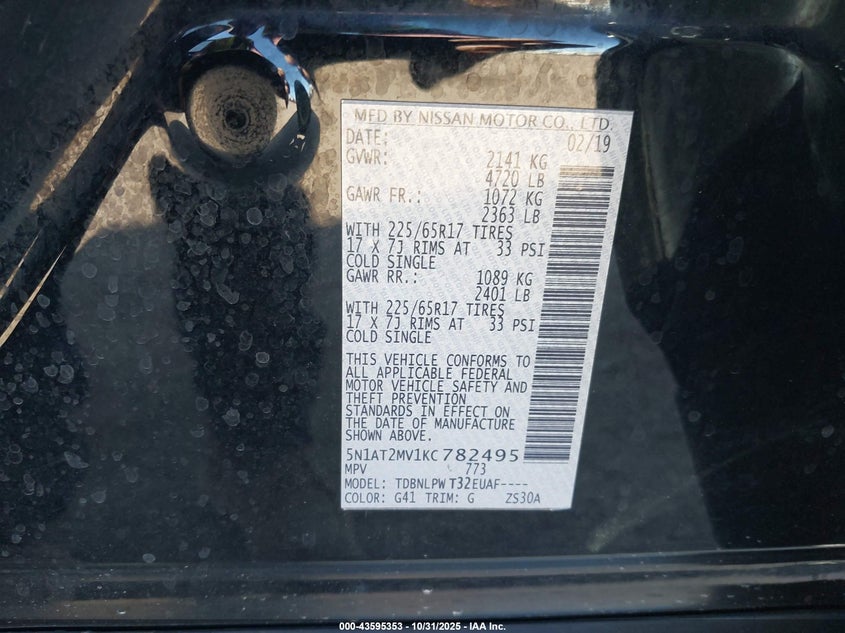 MFD BY NISSAN MOTOR CO., LTD.
DATE: 02/19
GVWR: 2141 KG
4720 LB
GAWR FR.: 1072 KG
2363 LB
WITH 225/65R17 TIRES
17 X 7J RIMS AT 33 PSI
COLD SINGLE
GAWR RR.: 1089 KG
2401 LB
WITH 225/65R17 TIRES
17 X 7J RIMS AT 33 PSI
COLD SINGLE
THIS VEHICLE CONFORMS TO
ALL APPLICABLE FEDERAL
MOTOR VEHICLE SAFETY AND
THEFT PREVENTION
STANDARDS IN EFFECT ON
THE DATE OF MANUFACTURE
SHOWN ABOVE.
5N1AT2MV1KC782495
MPV 773
MODEL: TDBNLPW T32EUAF----
COLOR: G41 TRIM: G ZS30A
000-43595353 - 10/31/2025 - IAA Inc.